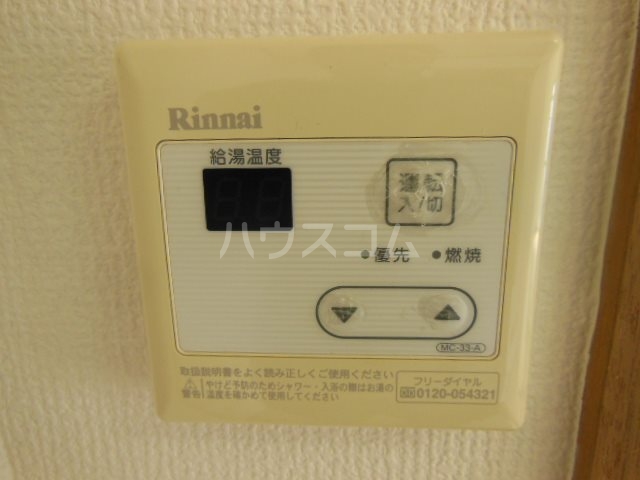 Rinnai
給湯温度
運転
入/切
ハウスコム
優先 燃焼
MC-33-A
取扱説明書をよく読み正しくご使用ください
警告 やけど予防のためシャワー・入浴の際はお湯の
温度を確かめて使用してください
フリーダイヤル
0120-054321